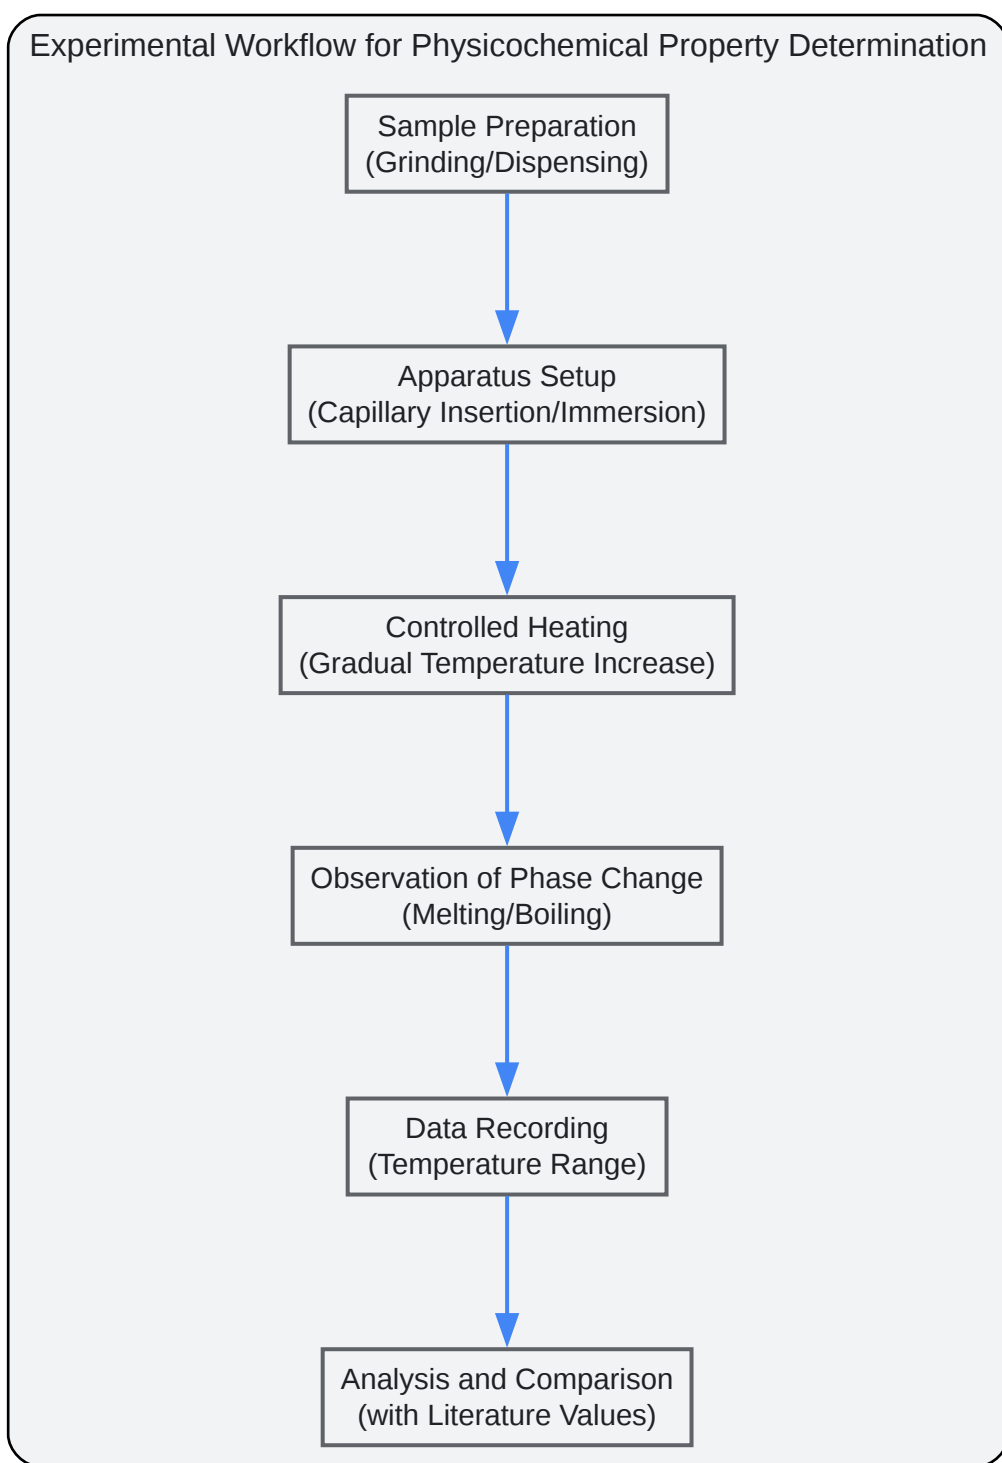 Experimental Workflow for Physicochemical Property Determination
Sample Preparation
(Grinding/Dispensing)
Apparatus Setup
(Capillary Insertion/Immersion)
Controlled Heating
(Gradual Temperature Increase)
Observation of Phase Change
(Melting/Boiling)
Data Recording
(Temperature Range)
Analysis and Comparison
(with Literature Values)